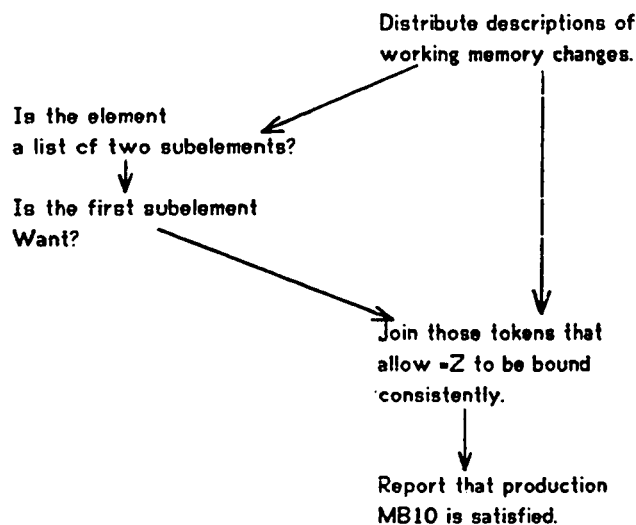 Distribute descriptions of
working memory changes.
Is the element
a list of two subelements?
Is the first subelement
Want?
Join those tokens that
allow =Z to be bound
consistently.
Report that production
MB10 is satisfied.